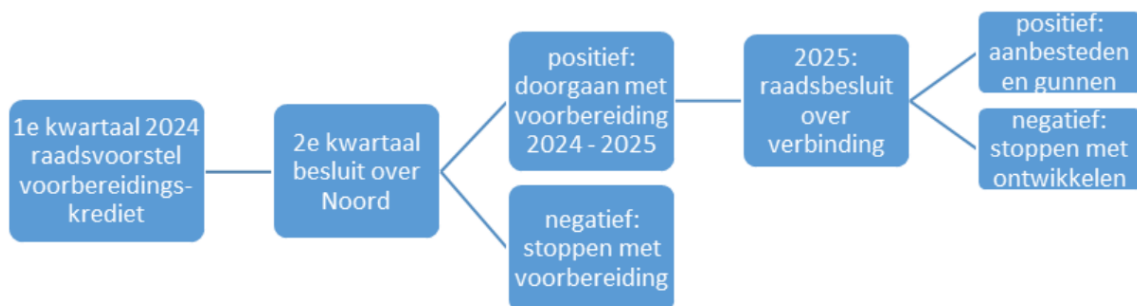 1e kwartaal 2024
raadsvoorstel
voorbereidings-
krediet
2e kwartaal
besluit over
Noord
positief:
doorgaan met
voorbereiding
2024 - 2025
negatief:
stoppen met
voorbereiding
2025:
raadsbesluit
over
verbinding
positief:
aanbesteden
en gunnen
negatief:
stoppen met
ontwikkelen